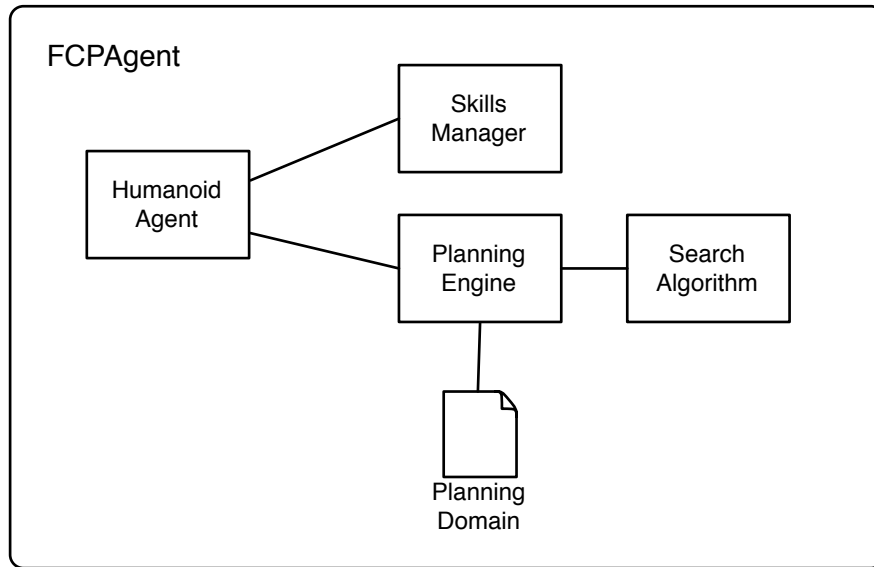 FCPAgent
Skills
Manager
Humanoid
Agent
Planning
Engine
Search
Algorithm
Planning
Domain